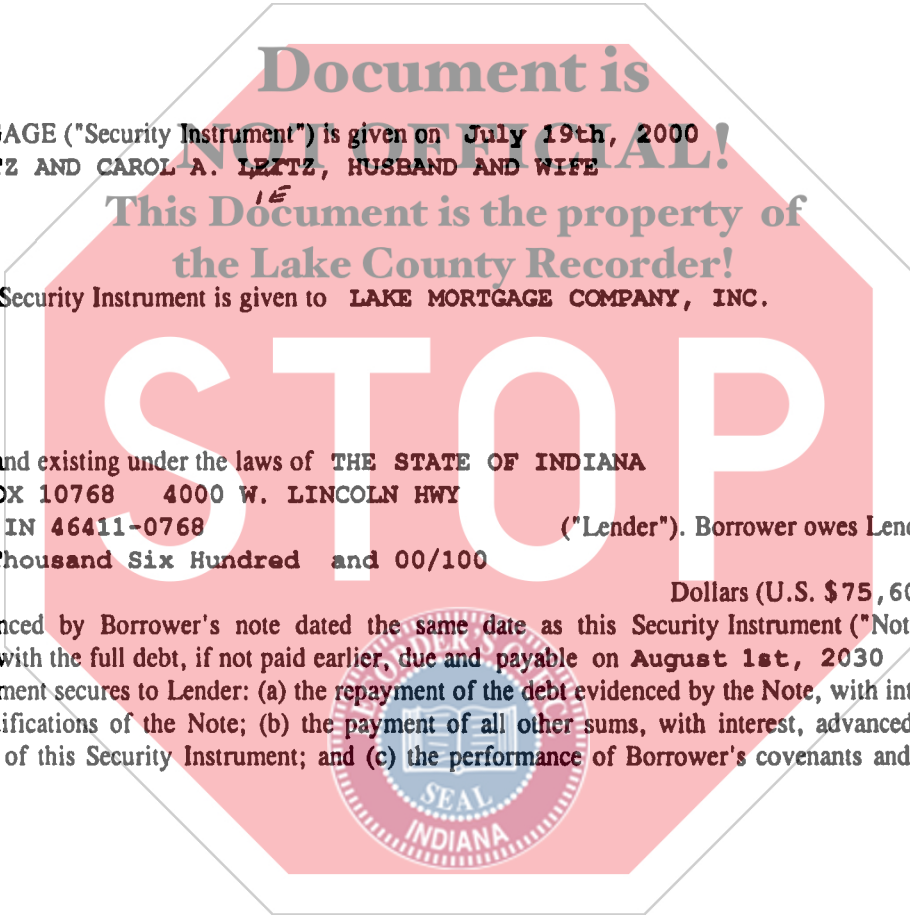 Document is
GAGE ("Security Instrument") is given on July 19th, 2000
NOT OFFICIAL!
TZ AND CAROL A. , HUSBAND AND WIFE
IE
This Document is the property of
the Lake County Recorder!
Security Instrument is given to LAKE MORTGAGE COMPANY, INC.
STOP
and existing under the laws of THE STATE OF INDIANA
OX 10768 4000 W. LINCOLN HWY
IN 46411-0768 ("Lender"). Borrower owes Lend
Thousand Six Hundred and 00/100
Dollars (U.S. $75,60
nced by Borrower's note dated the same date as this Security Instrument ("Not
with the full debt, if not paid earlier, due and payable on August 1st, 2030
ment secures to Lender: (a) the repayment of the debt evidenced by the Note, with int
ifications of the Note; (b) the payment of all other sums, with interest, advanced
of this Security Instrument; and (c) the performance of Borrower's covenants and
SEAL
INDIANA